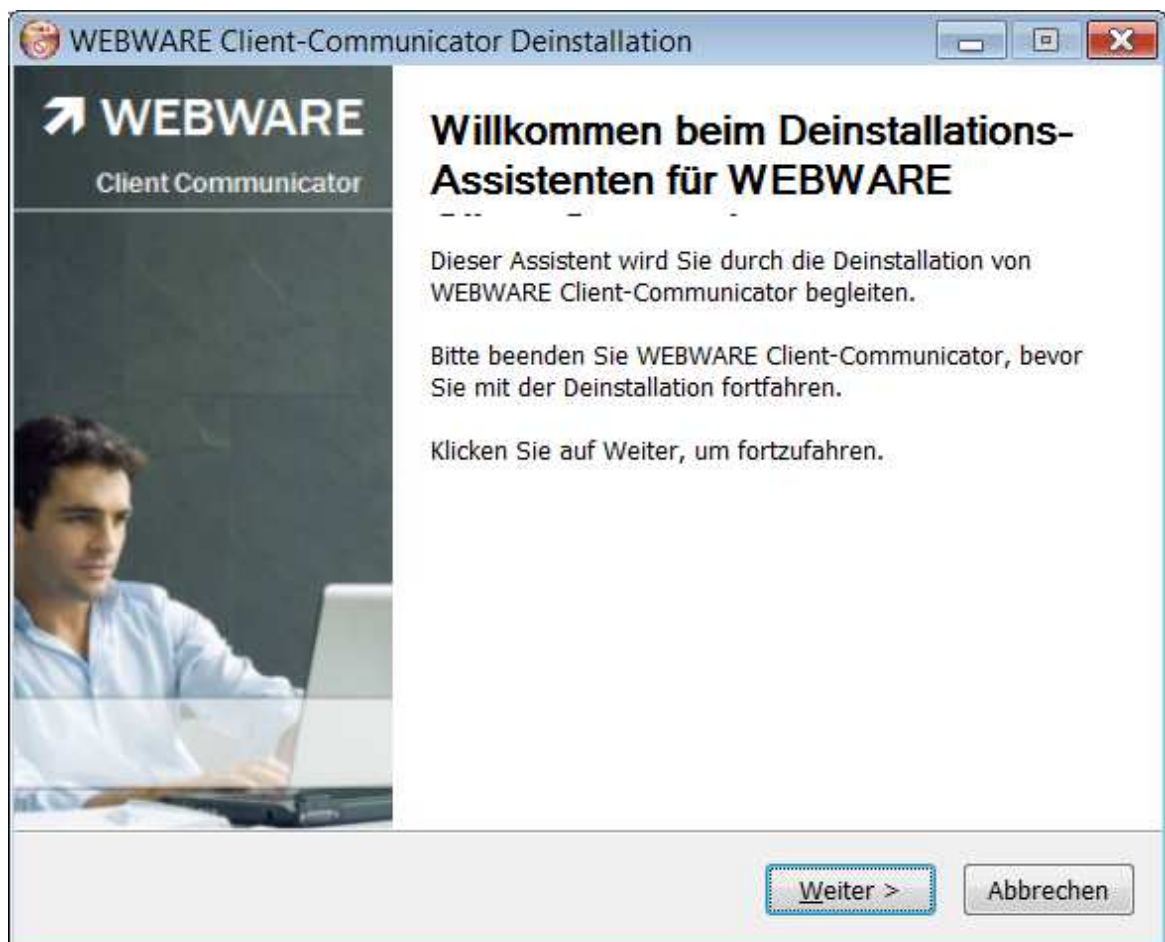 WEBWARE Client-Communicator Deinstallation
WEBWARE
Client Communicator
Willkommen beim Deinstallations-
Assistenten für WEBWARE
Dieser Assistent wird Sie durch die Deinstallation von
WEBWARE Client-Communicator begleiten.
Bitte beenden Sie WEBWARE Client-Communicator, bevor
Sie mit der Deinstallation fortfahren.
Klicken Sie auf Weiter, um fortzufahren.
Weiter >
Abbrechen